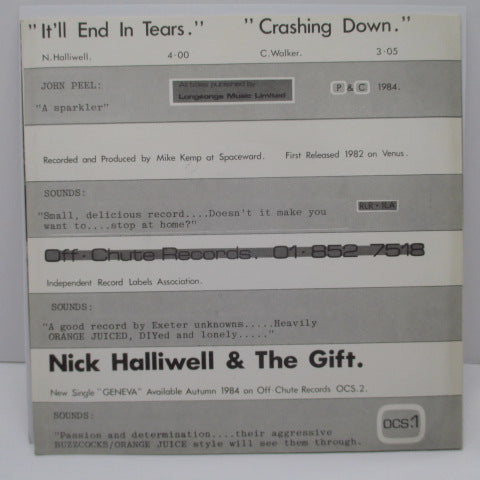 "It'll End In Tears."   "Crashing Down."
N.Halliwell.   4·00   C.Walker.   3·05
JOHN PEEL:
"A sparkler"
All titles published by
Longeange Music Limited
P & C 1984.
Recorded and Produced by Mike Kemp at Spaceward.   First Released 1982 on Venus.
SOUNDS:
"Small, delicious record....Doesn't it make you
want to....stop at home?"
RLR·ILA
Off·Chute Records. 01·852 7518
Independent Record Labels Association.
SOUNDS:
"A good record by Exeter unknowns.....Heavily
ORANGE JUICED, DIYed and lonely....."
Nick Halliwell & The Gift.
New Single "GENEVA" Available Autumn 1984 on Off·Chute Records OCS.2.
SOUNDS:
"Passion and determination....their aggressive
BUZZCOCKS/ORANGE JUICE style will see them through.
OCS:1